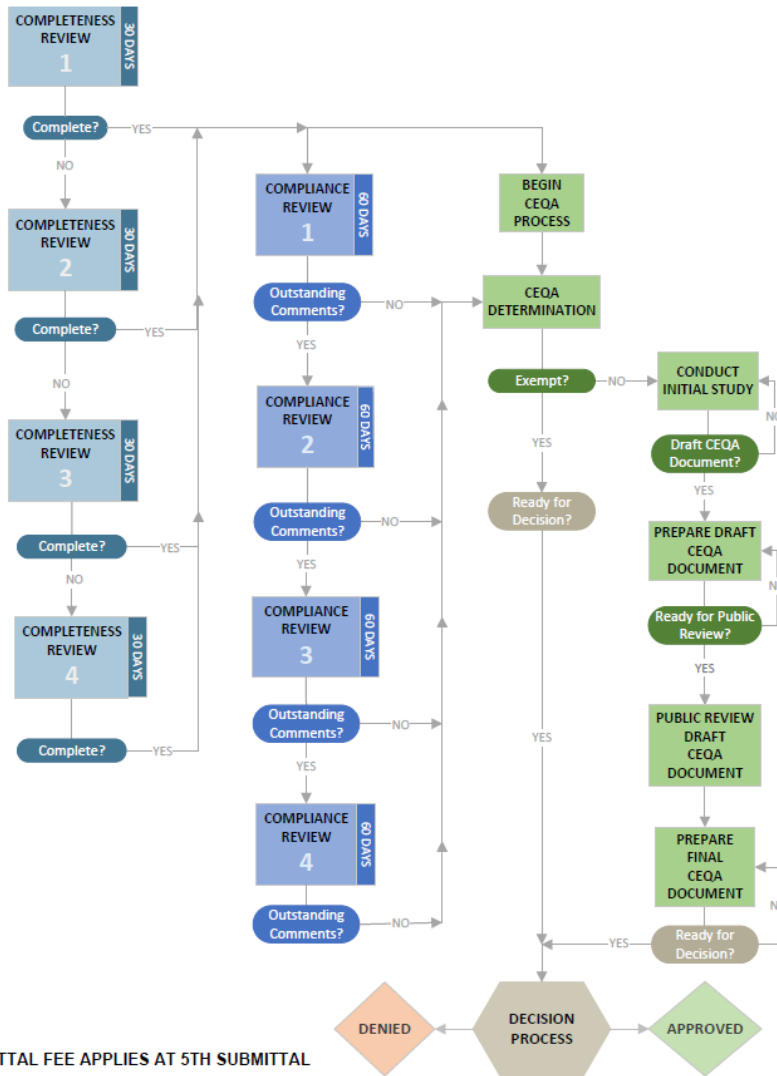 COMPLETENESS
REVIEW
1
30 DAYS
Complete?
YES
NO
COMPLETENESS
REVIEW
2
30 DAYS
Complete?
YES
NO
COMPLETENESS
REVIEW
3
30 DAYS
Complete?
YES
NO
COMPLETENESS
REVIEW
4
30 DAYS
Complete?
YES
COMPLIANCE
REVIEW
1
60 DAYS
Outstanding
Comments?
NO
YES
COMPLIANCE
REVIEW
2
60 DAYS
Outstanding
Comments?
NO
YES
COMPLIANCE
REVIEW
3
60 DAYS
Outstanding
Comments?
NO
YES
COMPLIANCE
REVIEW
4
60 DAYS
Outstanding
Comments?
NO
BEGIN
CEQA
PROCESS
CEQA
DETERMINATION
Exempt?
NO
YES
Ready for
Decision?
YES
CONDUCT
INITIAL STUDY
NO
Draft CEQA
Document?
YES
PREPARE DRAFT
CEQA
DOCUMENT
Ready for Public
Review?
YES
PUBLIC REVIEW
DRAFT
CEQA
DOCUMENT
PREPARE
FINAL
CEQA
DOCUMENT
Ready for
Decision?
YES
DECISION
PROCESS
DENIED
APPROVED
FEE APPLIES AT 5TH SUBMITTAL